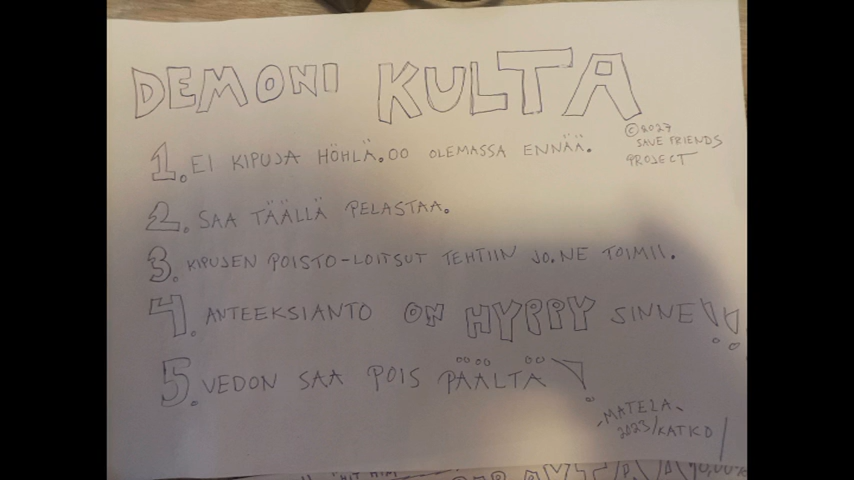 DEMONI KULTA
©2027
SAVE FRIENDS
PROJECT
1. EI KIPUJA HÖHLÄ.OO OLEMASSA ENNÄÄ.
2. SAA TÄÄLLÄ PELASTAA.
3. KIPUJEN POISTO-LOITSUT TEHTIIN JO. NE TOIMII.
4. ANTEEKSIANTO ON HYPPY SINNE!!
5. VEDON SAA POIS PÄÄLTÄ!
-MATELA-
2023/KATKO